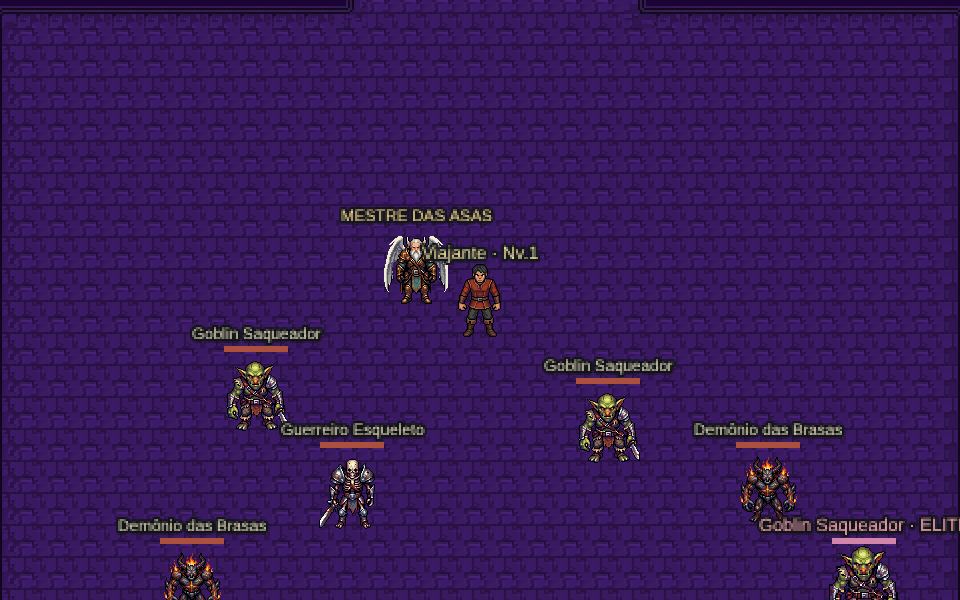 MESTRE DAS ASAS
Viajante · Nv.1
Goblin Saqueador
Goblin Saqueador
Guerreiro Esqueleto
Demônio das Brasas
Demônio das Brasas
Goblin Saqueador · ELIT